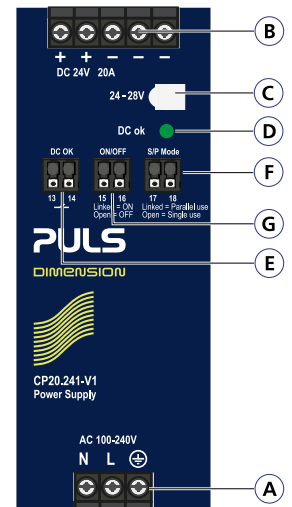 B
+ + − − −
DC 24V 20A
24–28V
C
DC ok
D
DC OK
ON/OFF
S/P Mode
F
13 14
15 16
17 18
Linked = ON
Open = OFF
Linked = Parallel use
Open = Single use
G
PULS
E
DIMENSION
CP20.241-V1
Power Supply
AC 100-240V
N L
A